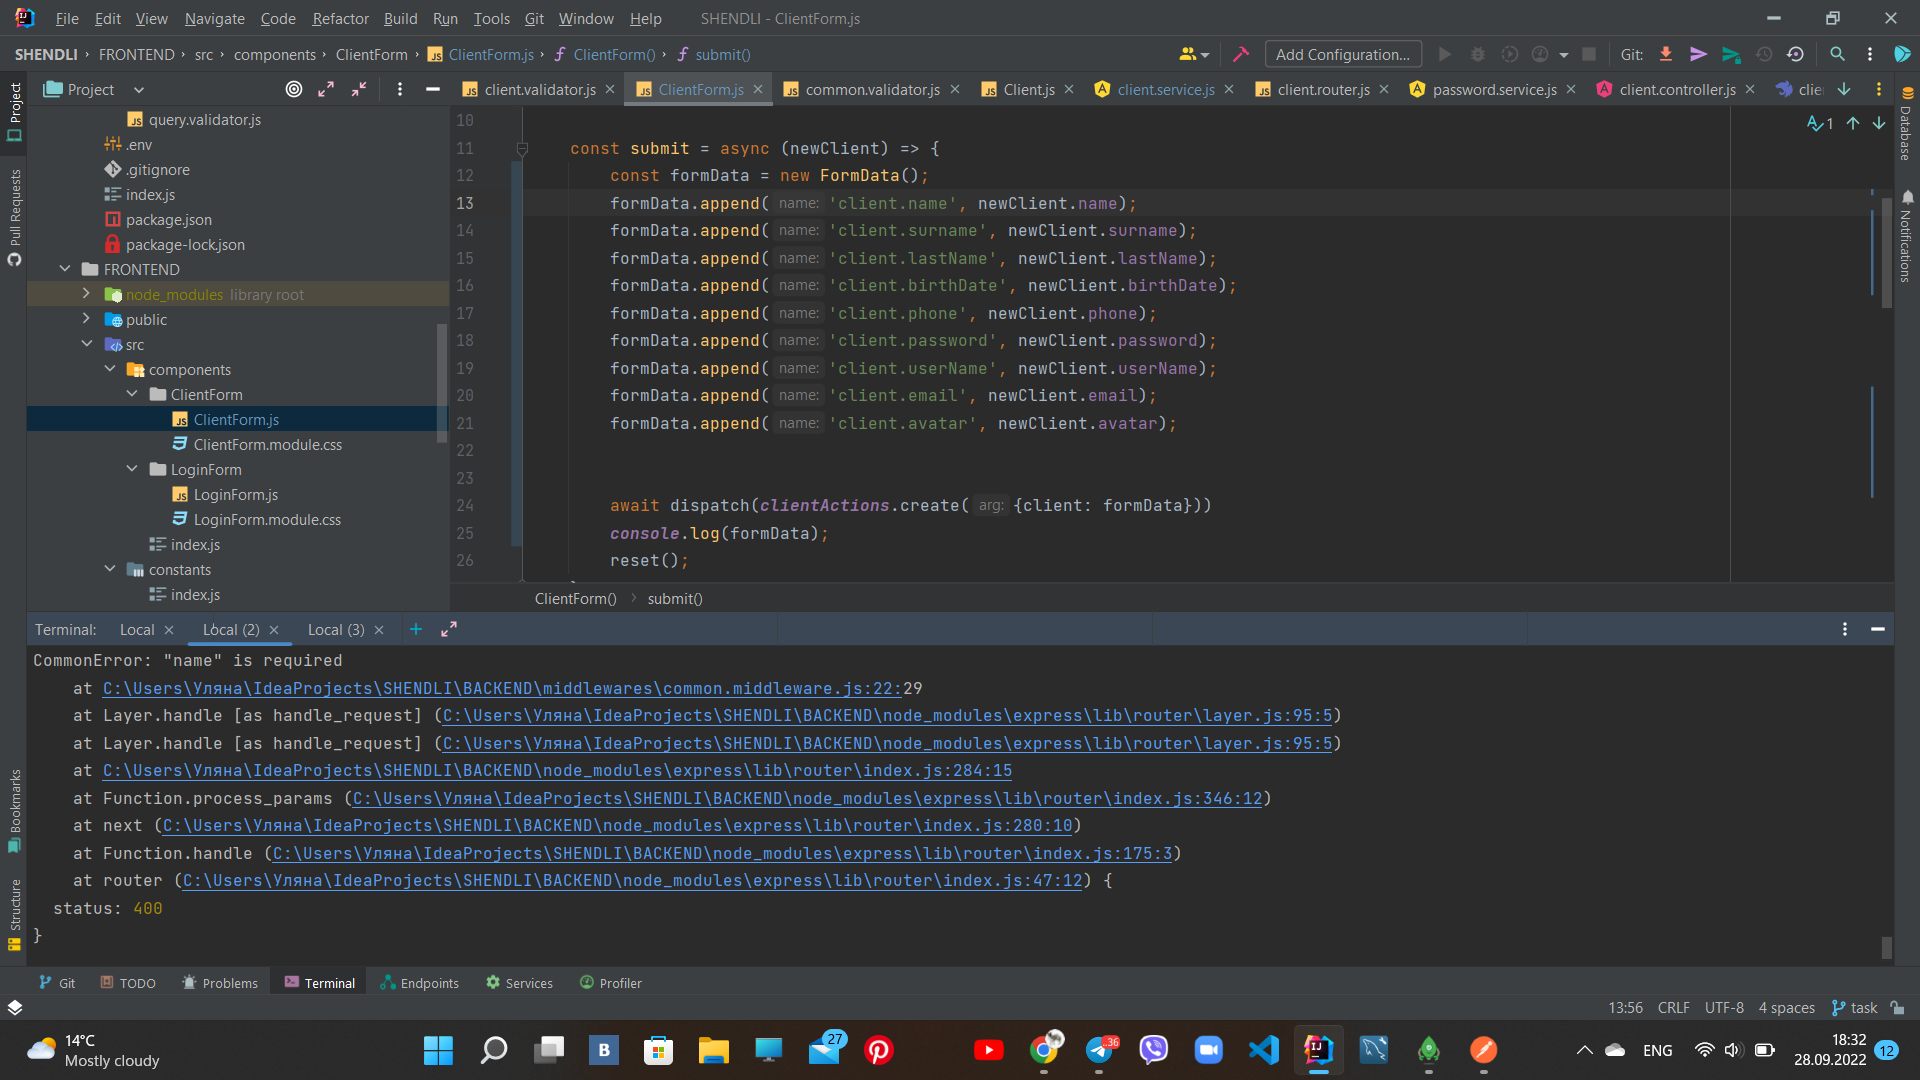 File Edit View Navigate Code Refactor Build Run Tools Git Window Help SHENDLI - ClientForm.js
SHENDLI FRONTEND src components ClientForm ClientForm.js ClientForm() submit() Add Configuration... Git:
Project client.validator.js ClientForm.js common.validator.js Client.js client.service.js client.router.js password.service.js client.controller.js clie
Project
Pull Requests
Bookmarks
Structure
Database
Notifications
query.validator.js
.env
.gitignore
index.js
package.json
package-lock.json
FRONTEND
node_modules library root
public
src
components
ClientForm
ClientForm.js
ClientForm.module.css
LoginForm
LoginForm.js
LoginForm.module.css
index.js
constants
index.js
1
10
11 const submit = async (newClient) => {
12 const formData = new FormData();
13 formData.append( name: 'client.name', newClient.name);
14 formData.append( name: 'client.surname', newClient.surname);
15 formData.append( name: 'client.lastName', newClient.lastName);
16 formData.append( name: 'client.birthDate', newClient.birthDate);
17 formData.append( name: 'client.phone', newClient.phone);
18 formData.append( name: 'client.password', newClient.password);
19 formData.append( name: 'client.userName', newClient.userName);
20 formData.append( name: 'client.email', newClient.email);
21 formData.append( name: 'client.avatar', newClient.avatar);
22
23
24 await dispatch(clientActions.create( arg: {client: formData}))
25 console.log(formData);
26 reset();
ClientForm() submit()
Terminal: Local Local (2) Local (3)
CommonError: "name" is required
at C:\Users\Уляна\IdeaProjects\SHENDLI\BACKEND\middlewares\common.middleware.js:22:29
at Layer.handle [as handle_request] (C:\Users\Уляна\IdeaProjects\SHENDLI\BACKEND\node_modules\express\lib\router\layer.js:95:5)
at Layer.handle [as handle_request] (C:\Users\Уляна\IdeaProjects\SHENDLI\BACKEND\node_modules\express\lib\router\layer.js:95:5)
at C:\Users\Уляна\IdeaProjects\SHENDLI\BACKEND\node_modules\express\lib\router\index.js:284:15
at Function.process_params (C:\Users\Уляна\IdeaProjects\SHENDLI\BACKEND\node_modules\express\lib\router\index.js:346:12)
at next (C:\Users\Уляна\IdeaProjects\SHENDLI\BACKEND\node_modules\express\lib\router\index.js:280:10)
at Function.handle (C:\Users\Уляна\IdeaProjects\SHENDLI\BACKEND\node_modules\express\lib\router\index.js:175:3)
at router (C:\Users\Уляна\IdeaProjects\SHENDLI\BACKEND\node_modules\express\lib\router\index.js:47:12) {
status: 400
}
Git TODO Problems Terminal Endpoints Services Profiler
13:56 CRLF UTF-8 4 spaces task
14°C
Mostly cloudy
27
ENG
18:32
28.09.2022
12